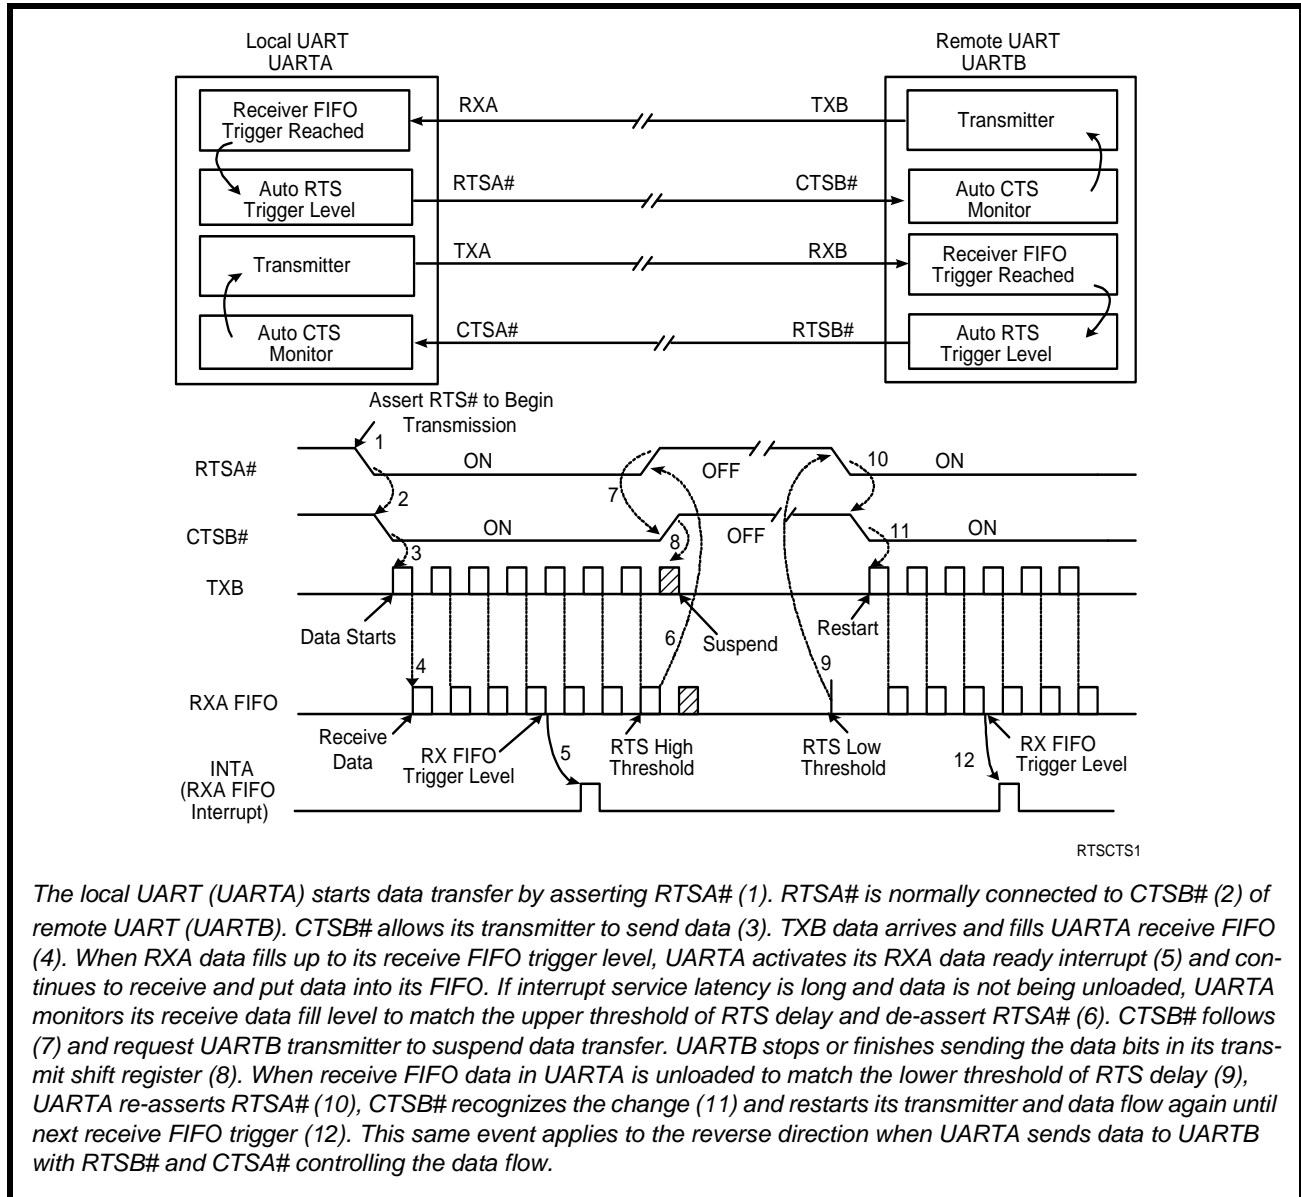 Local UART
UARTA
Remote UART
UARTB
Receiver FIFO
Trigger Reached
RXA
TXB
Transmitter
Auto RTS
Trigger Level
RTSA#
CTSB#
Auto CTS
Monitor
Transmitter
TXA
RXB
Receiver FIFO
Trigger Reached
Auto CTS
Monitor
CTSA#
RTSB#
Auto RTS
Trigger Level
Assert RTS# to Begin
Transmission
1
RTSA#
ON
OFF
10
ON
2
7
CTSB#
ON
OFF
11
ON
3
8
TXB
Data Starts
Suspend
Restart
4
6
9
RXA FIFO
Receive
Data
RX FIFO
Trigger Level
5
RTS High
Threshold
RTS Low
Threshold
12
RX FIFO
Trigger Level
INTA
(RXA FIFO
Interrupt)
RTSCTS1
The local UART (UARTA) starts data transfer by asserting RTSA# (1). RTSA# is normally connected to CTSB# (2) of
remote UART (UARTB). CTSB# allows its transmitter to send data (3). TXB data arrives and fills UARTA receive FIFO
(4). When RXA data fills up to its receive FIFO trigger level, UARTA activates its RXA data ready interrupt (5) and con-
tinues to receive and put data into its FIFO. If interrupt service latency is long and data is not being unloaded, UARTA
monitors its receive data fill level to match the upper threshold of RTS delay and de-assert RTSA# (6). CTSB# follows
(7) and request UARTB transmitter to suspend data transfer. UARTB stops or finishes sending the data bits in its trans-
mit shift register (8). When receive FIFO data in UARTA is unloaded to match the lower threshold of RTS delay (9),
UARTA re-asserts RTSA# (10), CTSB# recognizes the change (11) and restarts its transmitter and data flow again until
next receive FIFO trigger (12). This same event applies to the reverse direction when UARTA sends data to UARTB
with RTSB# and CTSA# controlling the data flow.